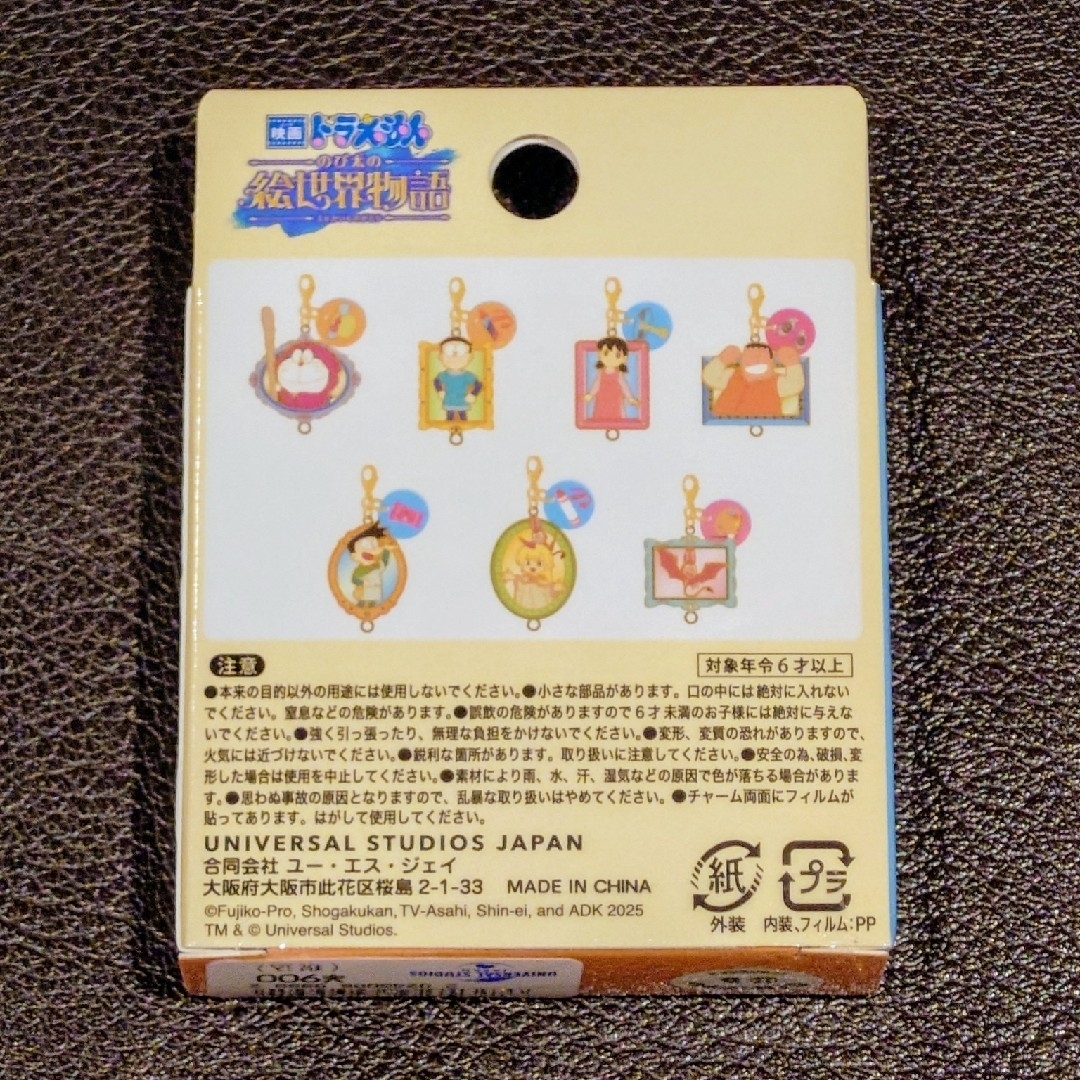 映画 ドラえもん
のび太の
絵世界物語
注意
対象年令6才以上
●本来の目的以外の用途には使用しないでください。●小さな部品があります。口の中には絶対に入れない
でください。窒息などの危険があります。●誤飲の危険がありますので6才未満のお子様には絶対に与えな
いでください。●強く引っ張ったり、無理な負担をかけないでください。●変形、変質の恐れがありますので、
火気には近づけないでください。●鋭利な箇所があります。取り扱いに注意してください。●安全の為、破損、変
形した場合は使用を中止してください。●素材により雨、水、汗、湿気などの原因で色が落ちる場合がありま
す。●思わぬ事故の原因となりますので、乱暴な取り扱いはやめてください。●チャーム両面にフィルムが
貼ってあります。はがして使用してください。
UNIVERSAL STUDIOS JAPAN
合同会社 ユー・エス・ジェイ
大阪府大阪市此花区桜島 2-1-33 MADE IN CHINA
©Fujiko-Pro, Shogakukan, TV-Asahi, Shin-ei, and ADK 2025
TM & © Universal Studios.
紙
外装
プラ
内装、フィルム:PP
UNIVERSAL STUDIOS
¥900